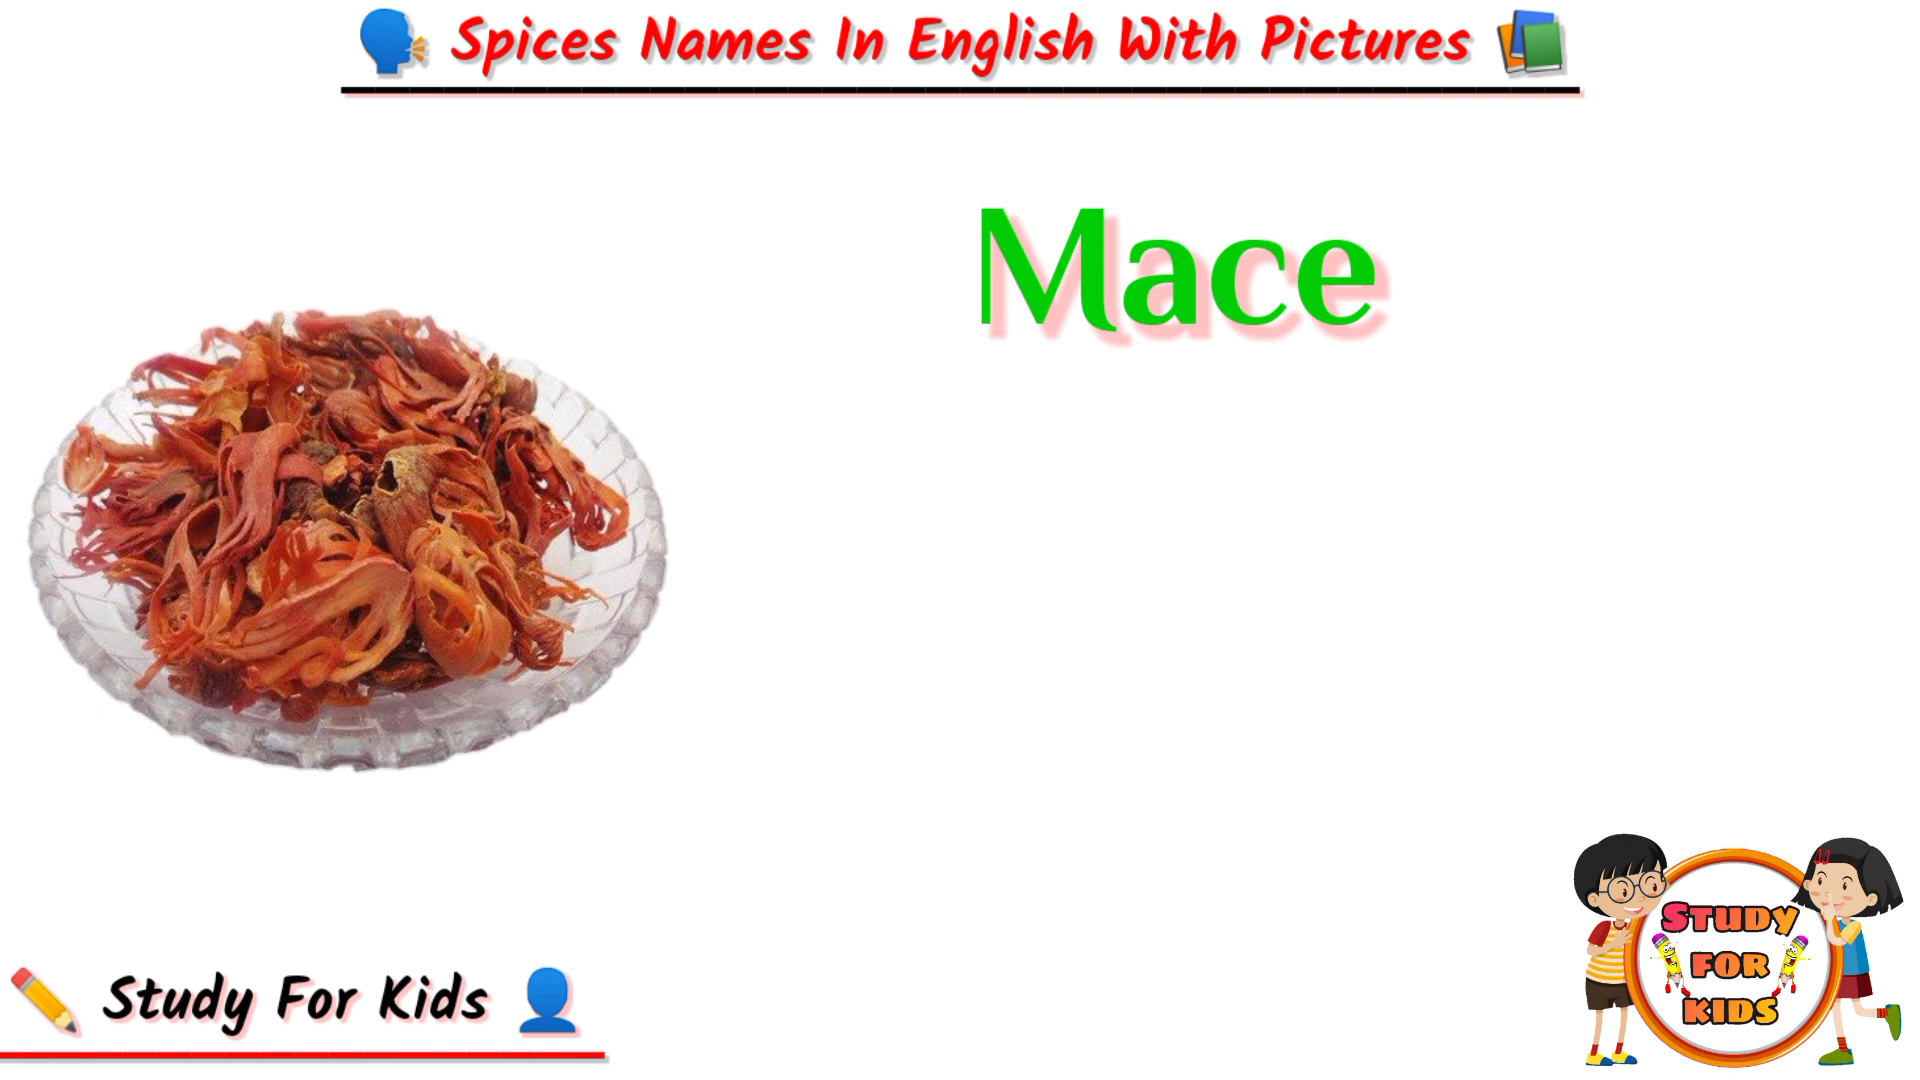 Spices Names In English With Pictures
Mace
Study For Kids
STUDY
FOR
KIDS